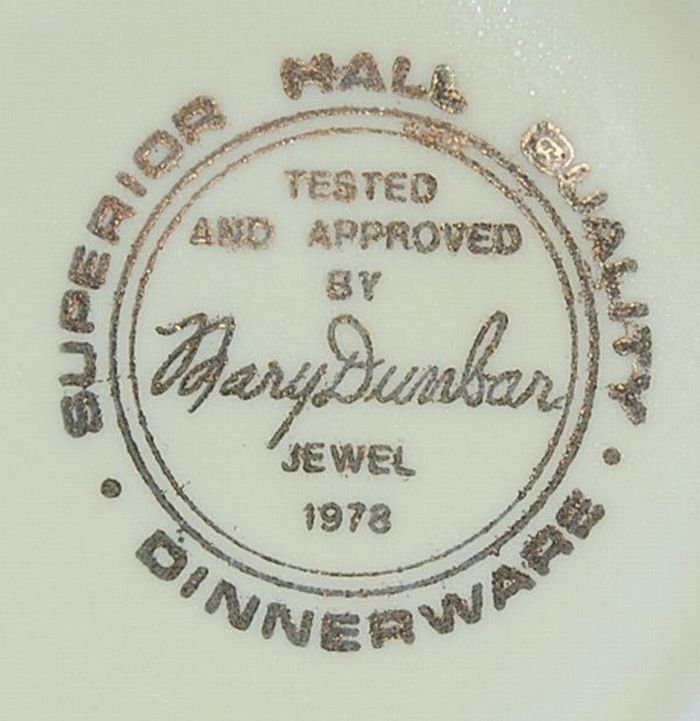 SUPERIOR HALL QUALITY
TESTED
AND APPROVED
BY
Mary Dunbar
JEWEL
1978
• DINNERWARE •